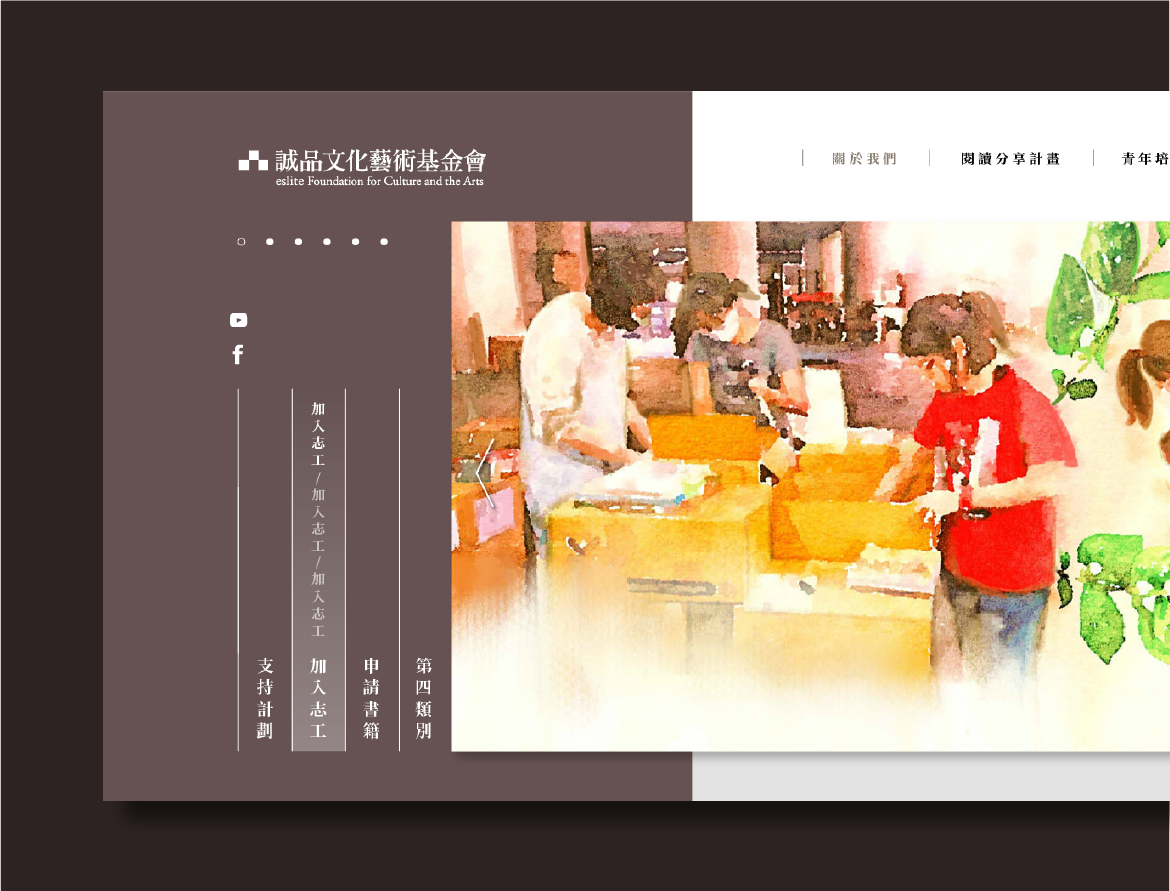 誠品文化藝術基金會
eslite Foundation for Culture and the Arts
關於我們
閱讀分享計畫
青年培
支持計劃
加入志工/加入志工/加入志工
加入志工
申請書籍
第四類別